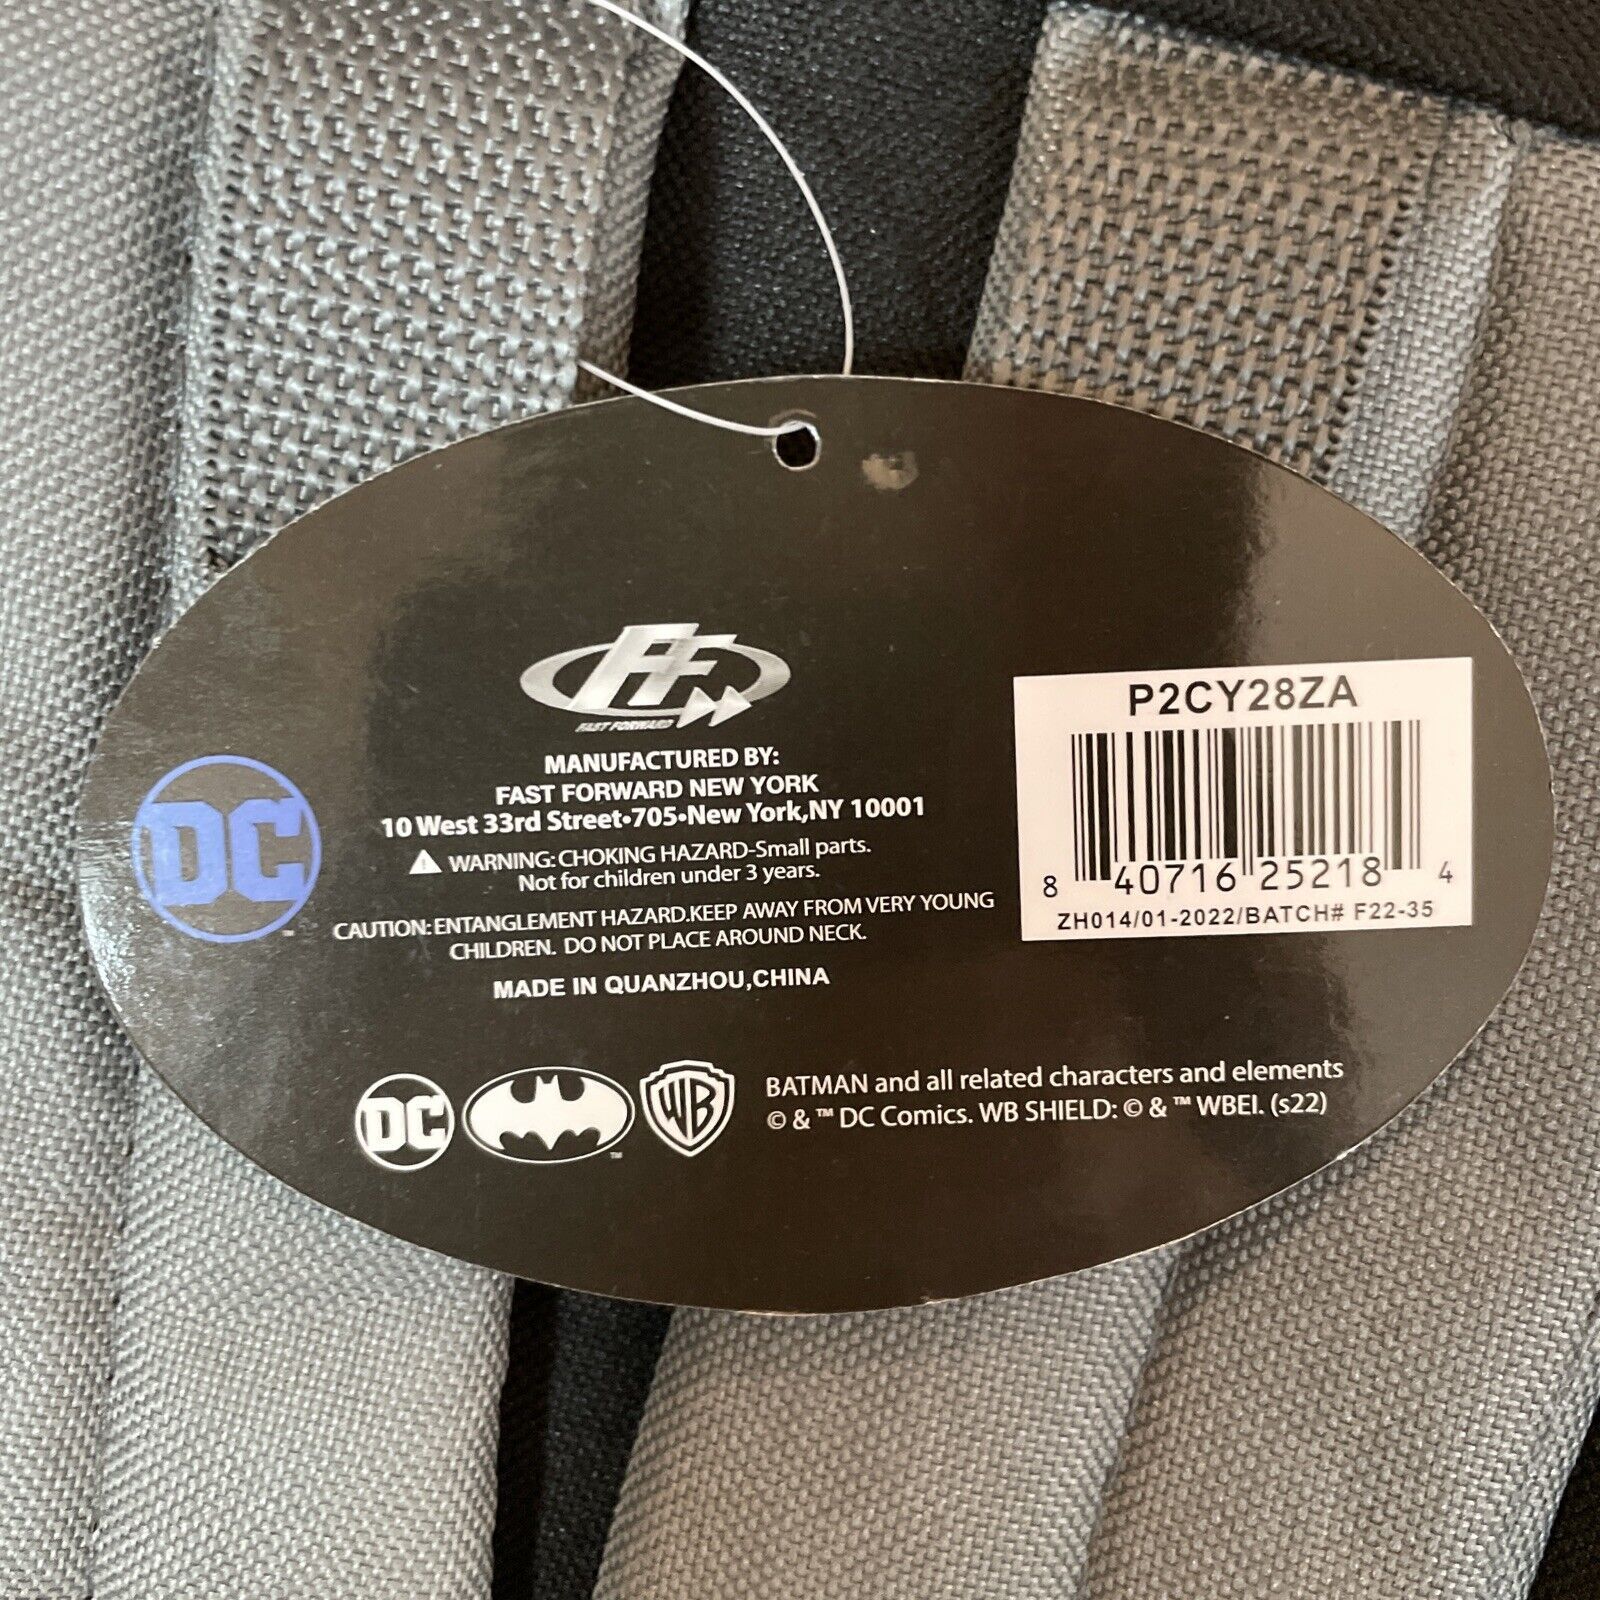 FF
FAST FORWARD
MANUFACTURED BY:
FAST FORWARD NEW YORK
10 West 33rd Street•705•New York,NY 10001
WARNING: CHOKING HAZARD-Small parts.
Not for children under 3 years.
CAUTION: ENTANGLEMENT HAZARD.KEEP AWAY FROM VERY YOUNG
CHILDREN. DO NOT PLACE AROUND NECK.
MADE IN QUANZHOU,CHINA
DC™
P2CY28ZA
8 40716 25218 4
ZH014/01-2022/BATCH# F22-35
DC ™ WB
BATMAN and all related characters and elements
© & ™ DC Comics. WB SHIELD: © & ™ WBEI. (s22)